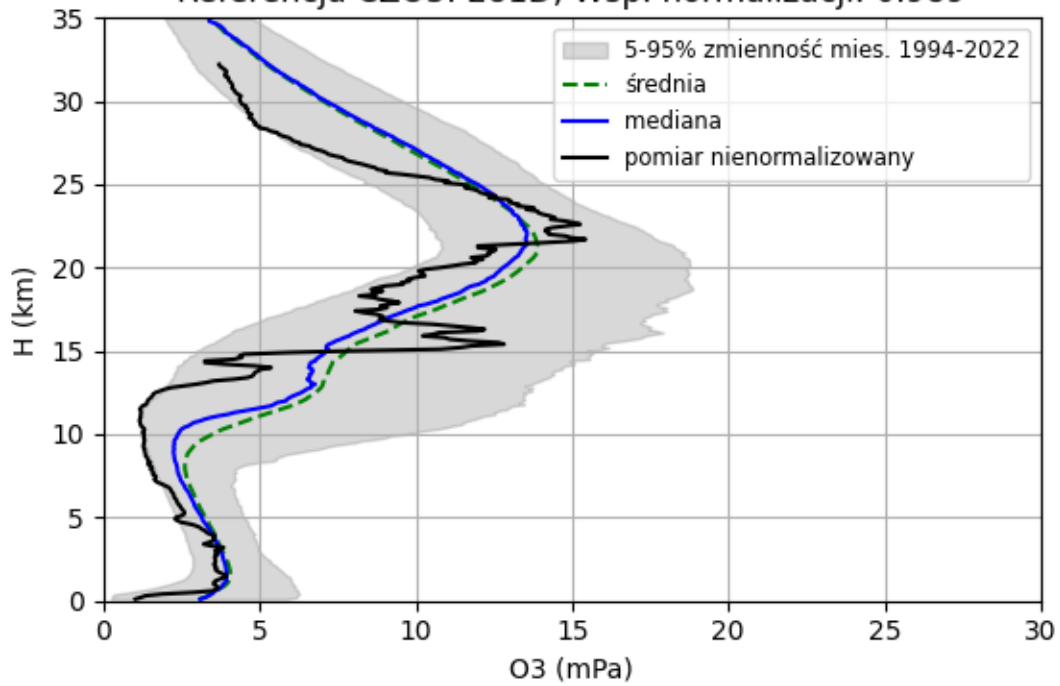 35
30
25
20
15
10
5
0
H (km)
5-95% zmienność mies. 1994-2022
średnia
mediana
pomiar nienormalizowany
0 5 10 15 20 25 30
O3 (mPa)